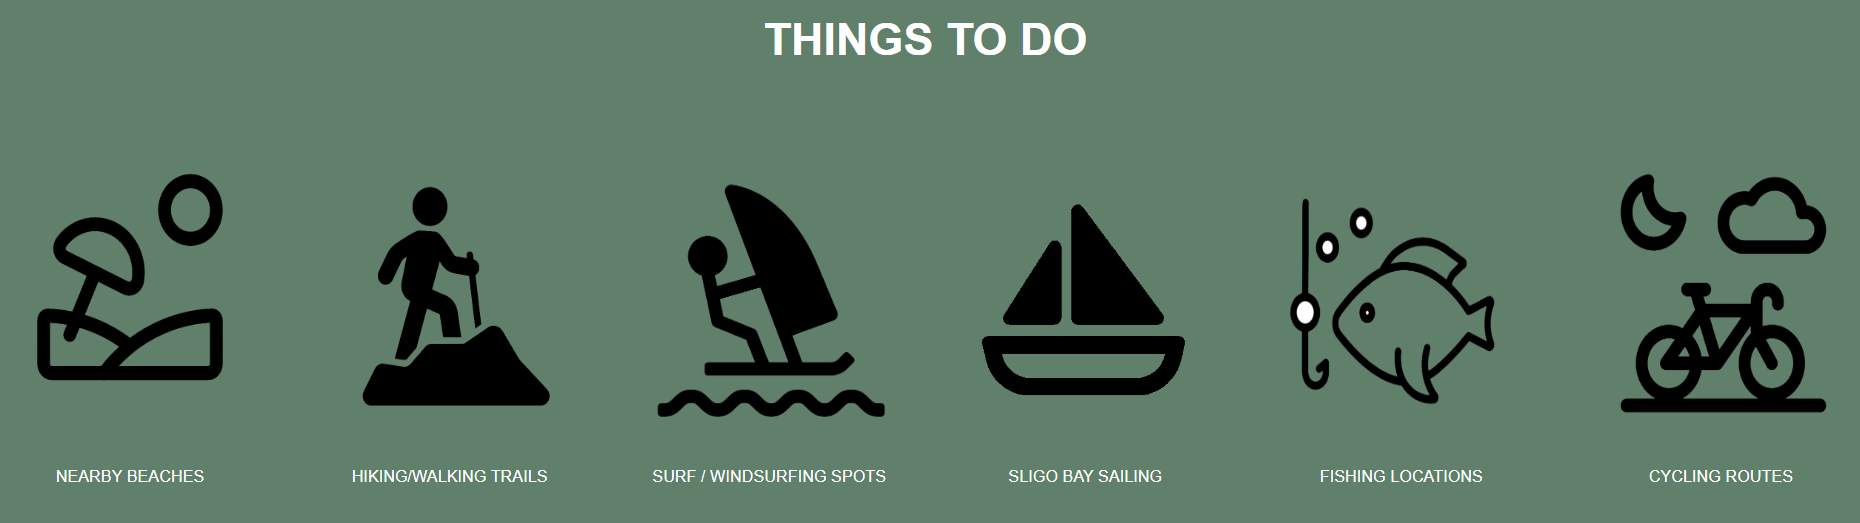 THINGS TO DO
NEARBY BEACHES
HIKING/WALKING TRAILS
SURF / WINDSURFING SPOTS
SLIGO BAY SAILING
FISHING LOCATIONS
CYCLING ROUTES